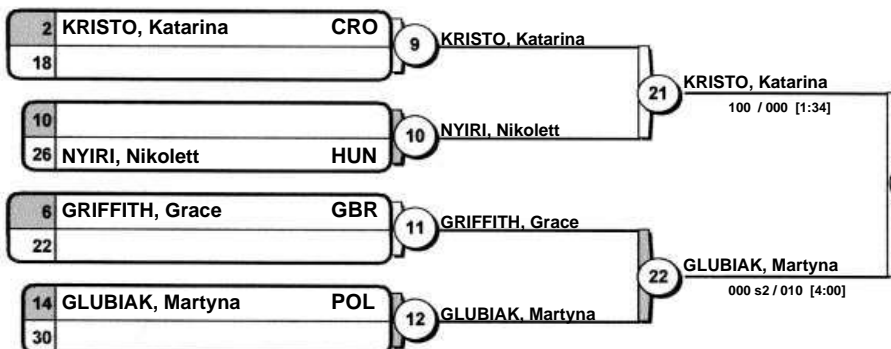 2 KRISTO, Katarina CRO
18
9 KRISTO, Katarina
10
26 NYIRI, Nikolett HUN
10 NYIRI, Nikolett
21 KRISTO, Katarina
100 / 000 [1:34]
6 GRIFFITH, Grace GBR
22
11 GRIFFITH, Grace
14 GLUBIAK, Martyna POL
30
12 GLUBIAK, Martyna
22 GLUBIAK, Martyna
000 s2 / 010 [4:00]